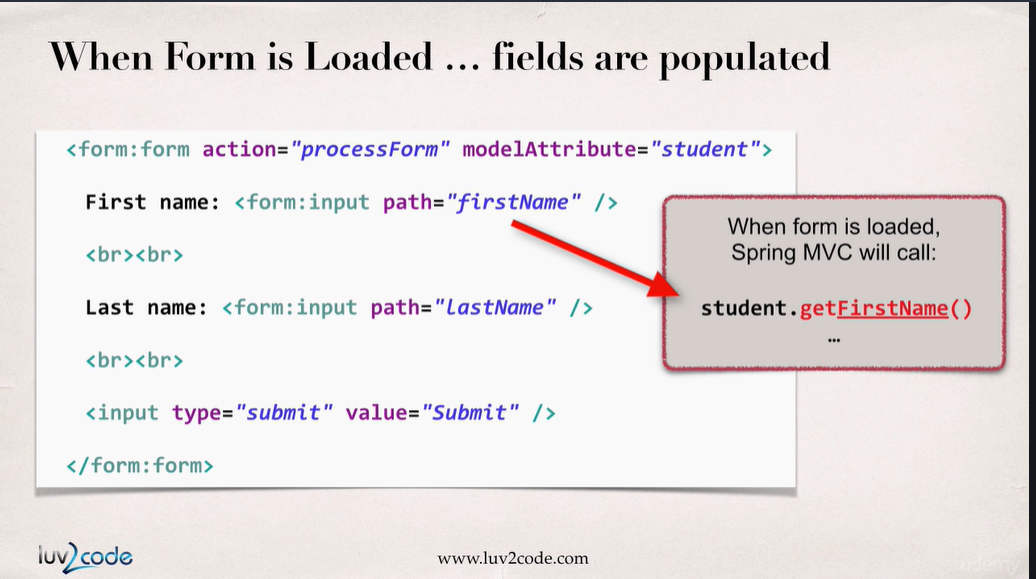 When Form is Loaded … fields are populated
<form:form action="processForm" modelAttribute="student">
First name: <form:input path="firstName" />
<br><br>
Last name: <form:input path="lastName" />
<br><br>
<input type="submit" value="Submit" />
</form:form>
When form is loaded,
Spring MVC will call:
student.getFirstName()
…
luv2code
www.luv2code.com
udemy